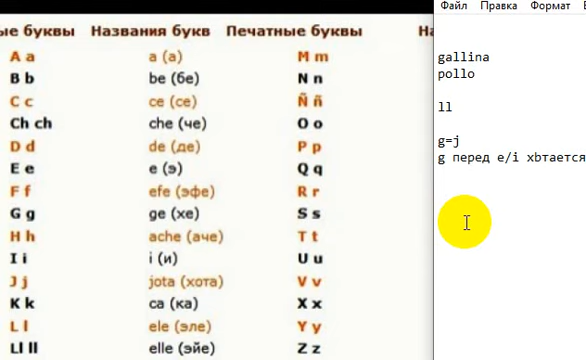 ые буквы Названия букв Печатные буквы На
A a a (а) M m
B b be (бе) N n
C c ce (се) Ñ ñ
Ch ch che (че) O o
D d de (де) P p
E e e (э) Q q
F f efe (эфе) R r
G g ge (хе) S s
H h ache (аче) T t
I i i (и) U u
J j jota (хота) V v
K k ca (ка) X x
L l ele (эле) Y y
Ll ll elle (эйе) Z z
Файл Правка Формат В
gallina
pollo
ll
g=j
g перед e/i хbтается